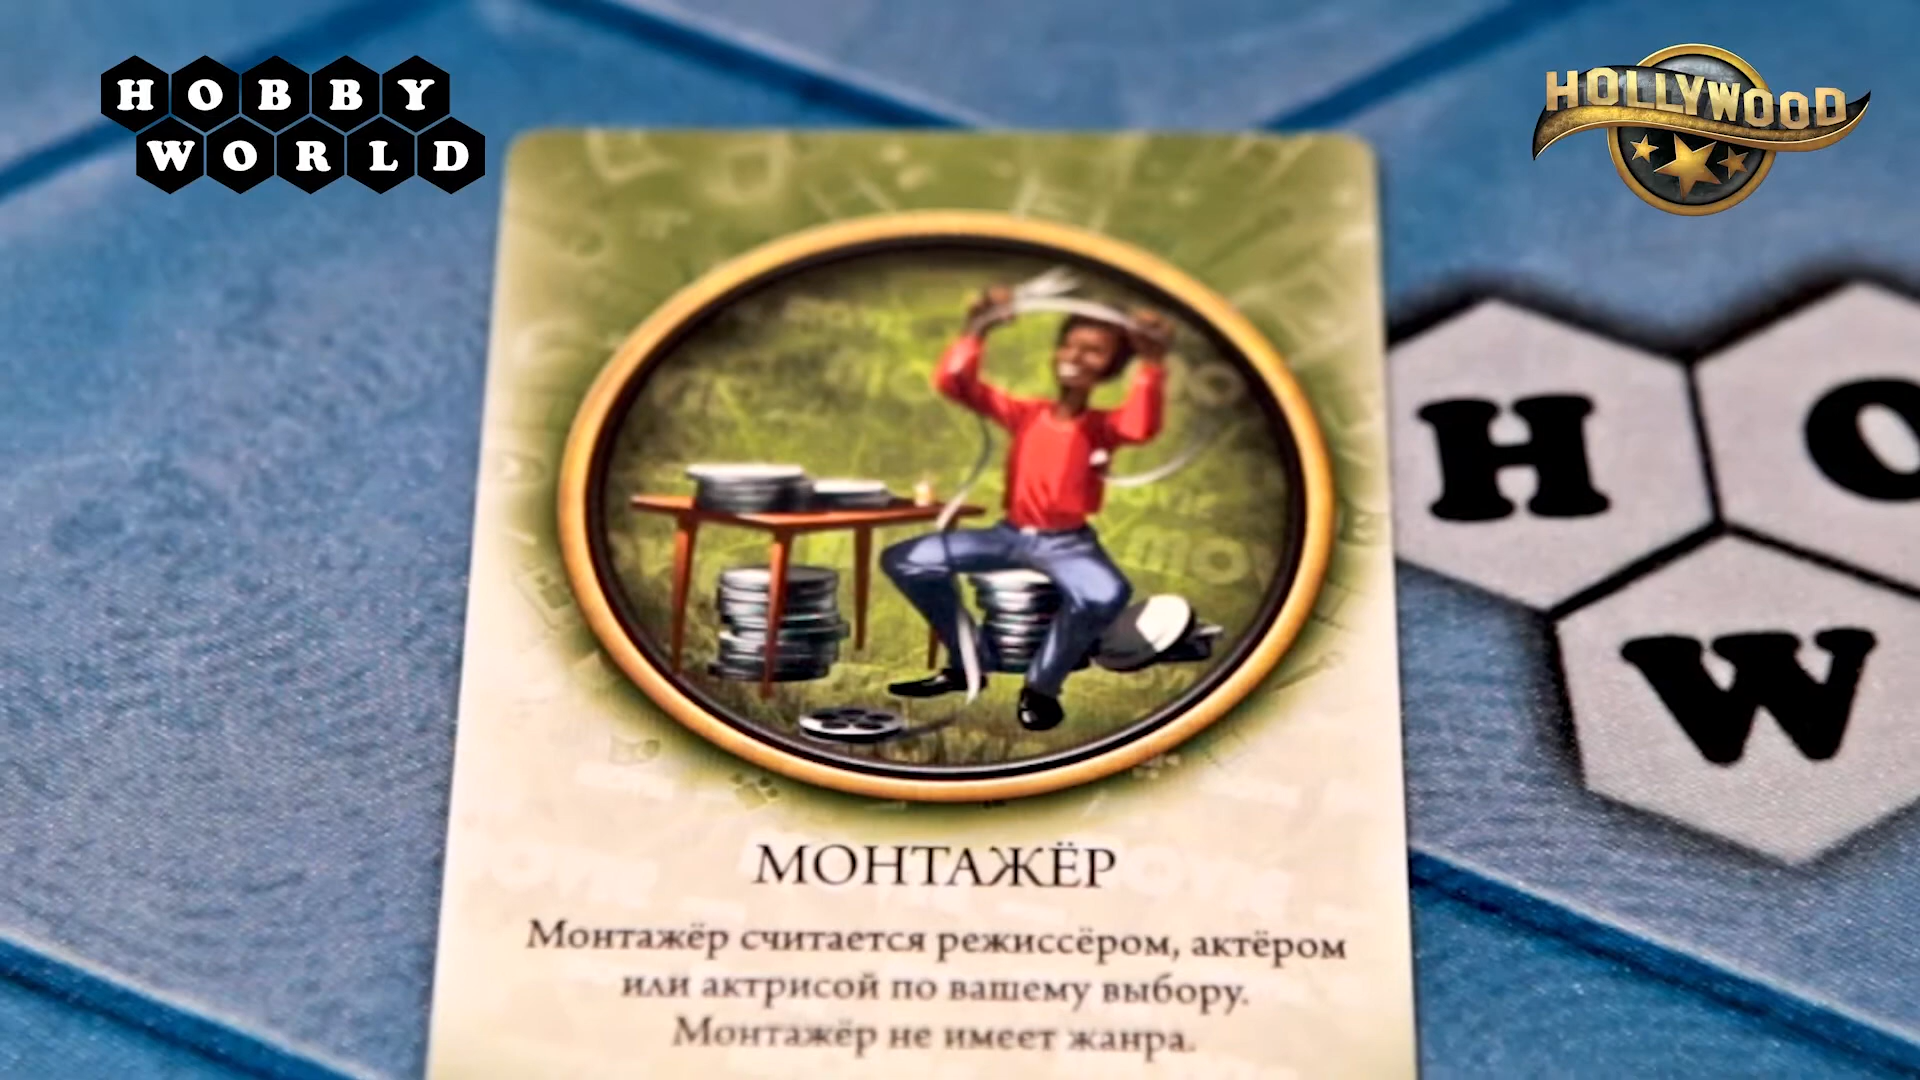 HOBBY
WORLD
HOLLYWOOD
H O
W
МОНТАЖЁР
Монтажёр считается режиссёром, актёром
или актрисой по вашему выбору.
Монтажёр не имеет жанра.